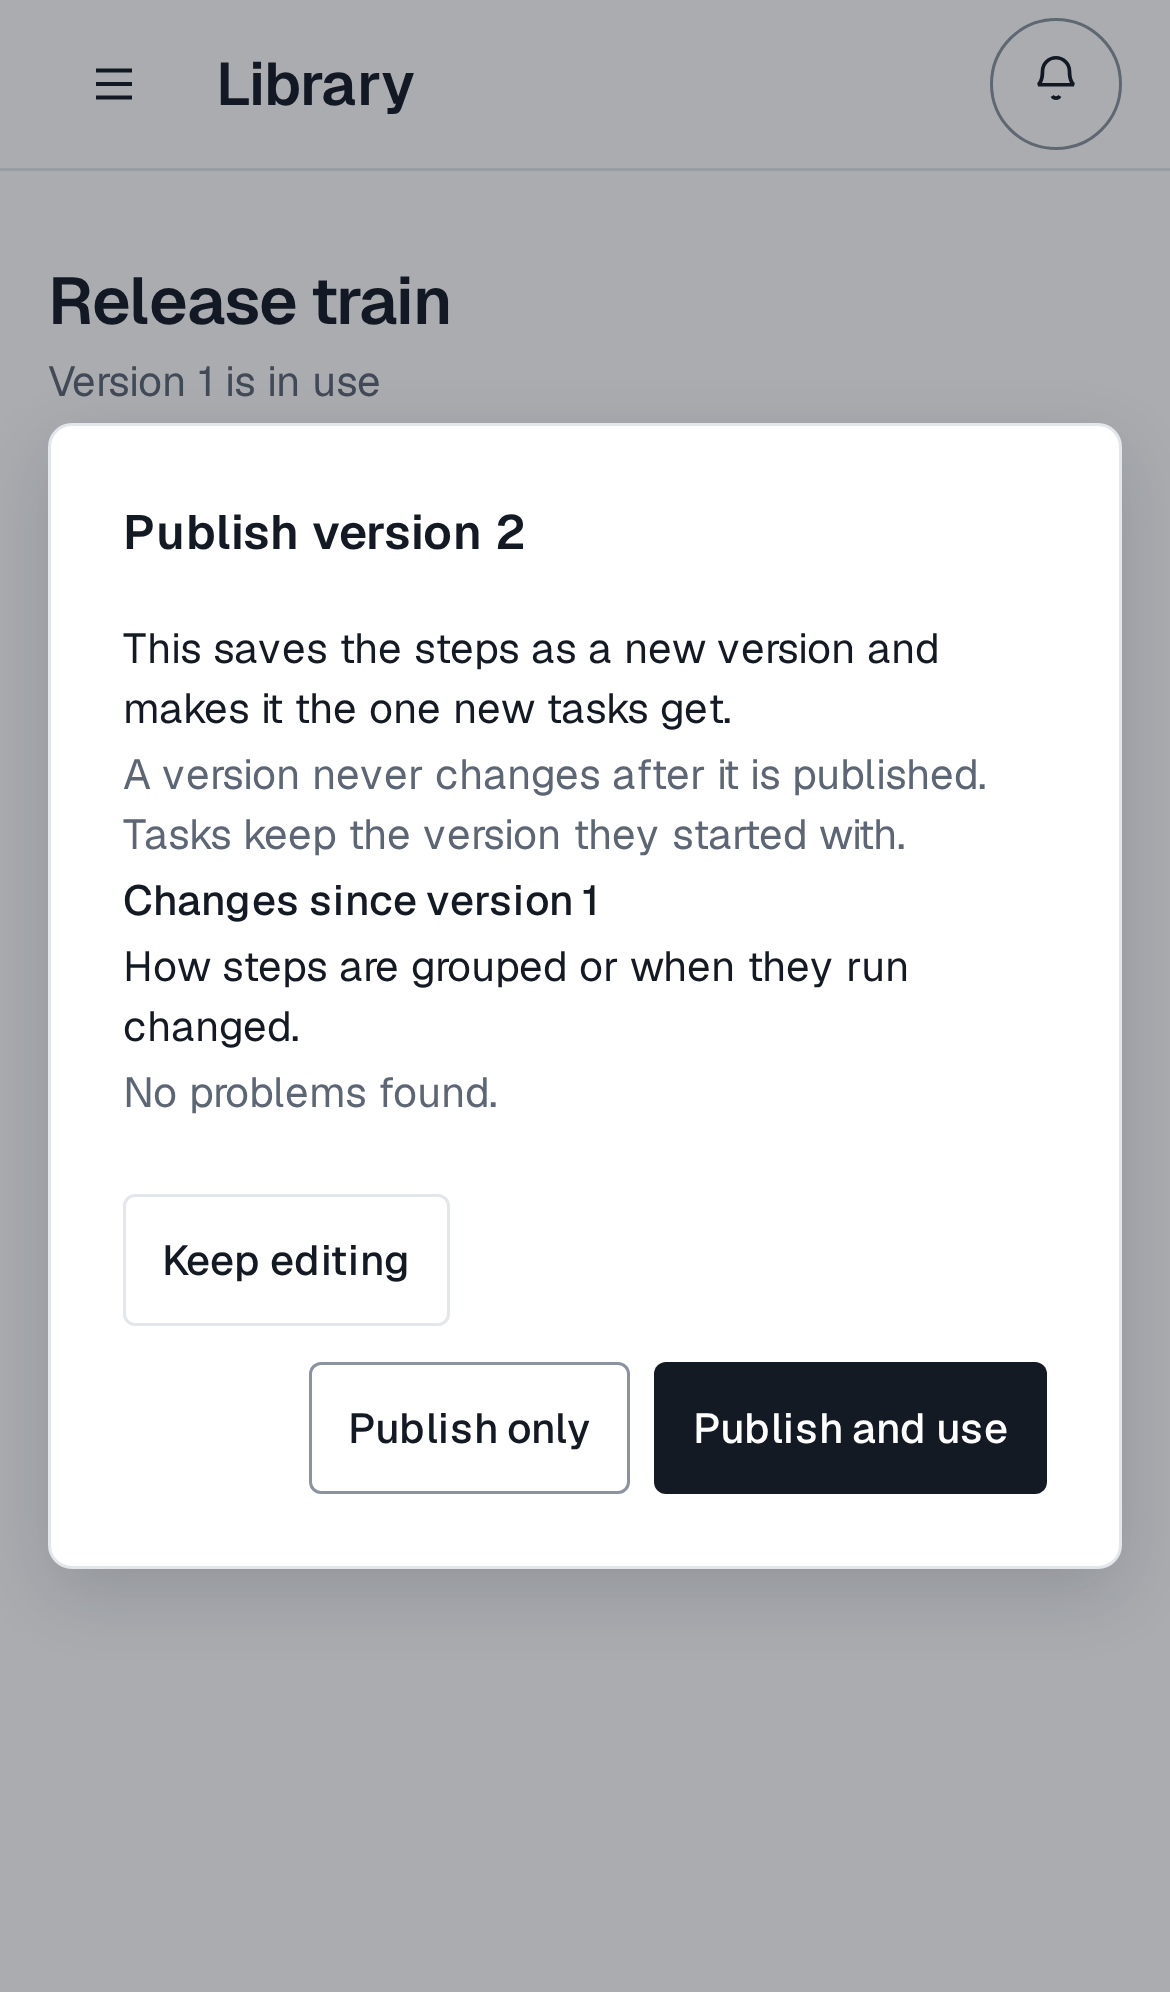 Library
Release train
Version 1 is in use
Publish version 2
This saves the steps as a new version and
makes it the one new tasks get.
A version never changes after it is published.
Tasks keep the version they started with.
Changes since version 1
How steps are grouped or when they run
changed.
No problems found.
Keep editing
Publish only
Publish and use